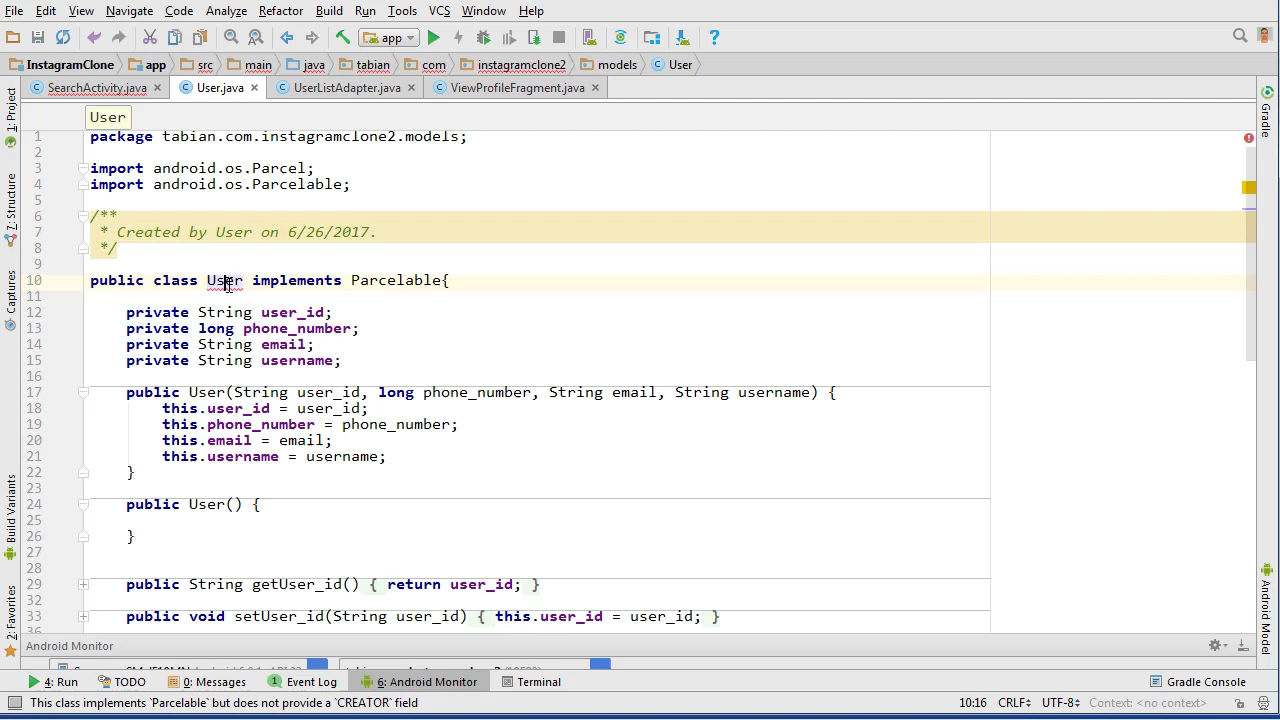 File Edit View Navigate Code Analyze Refactor Build Run Tools VCS Window Help
app
InstagramClone app src main java tabian com instagramclone2 models User
SearchActivity.java User.java UserListAdapter.java ViewProfileFragment.java
User
1 package tabian.com.instagramclone2.models;
2
3 import android.os.Parcel;
4 import android.os.Parcelable;
5
6 /**
7 * Created by User on 6/26/2017.
8 */
9
10 public class User implements Parcelable{
11
12 private String user_id;
13 private long phone_number;
14 private String email;
15 private String username;
16
17 public User(String user_id, long phone_number, String email, String username) {
18 this.user_id = user_id;
19 this.phone_number = phone_number;
20 this.email = email;
21 this.username = username;
22 }
23
24 public User() {
25
26 }
27
28
29 public String getUser_id() { return user_id; }
32
33 public void setUser_id(String user_id) { this.user_id = user_id; }
36
1: Project
7: Structure
Captures
Build Variants
2: Favorites
Gradle
Android Model
Android Monitor
4: Run TODO 0: Messages 1 Event Log 6: Android Monitor Terminal Gradle Console
This class implements `Parcelable` but does not provide a `CREATOR` field 10:16 CRLF UTF-8 Context: <no context>